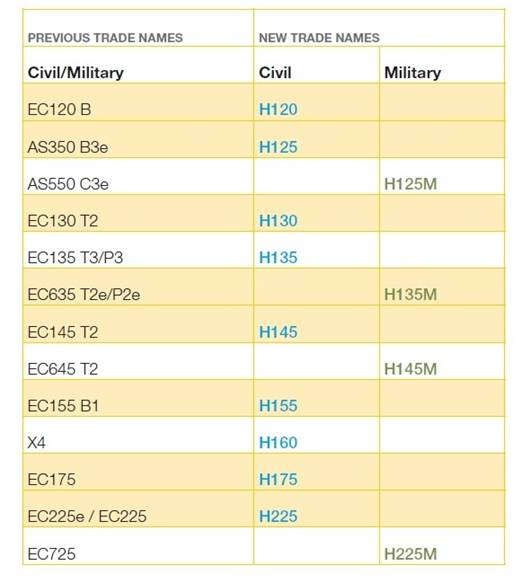 PREVIOUS TRADE NAMES NEW TRADE NAMES
Civil/Military Civil Military
EC120 B H120
AS350 B3e H125
AS550 C3e H125M
EC130 T2 H130
EC135 T3/P3 H135
EC635 T2e/P2e H135M
EC145 T2 H145
EC645 T2 H145M
EC155 B1 H155
X4 H160
EC175 H175
EC225e / EC225 H225
EC725 H225M